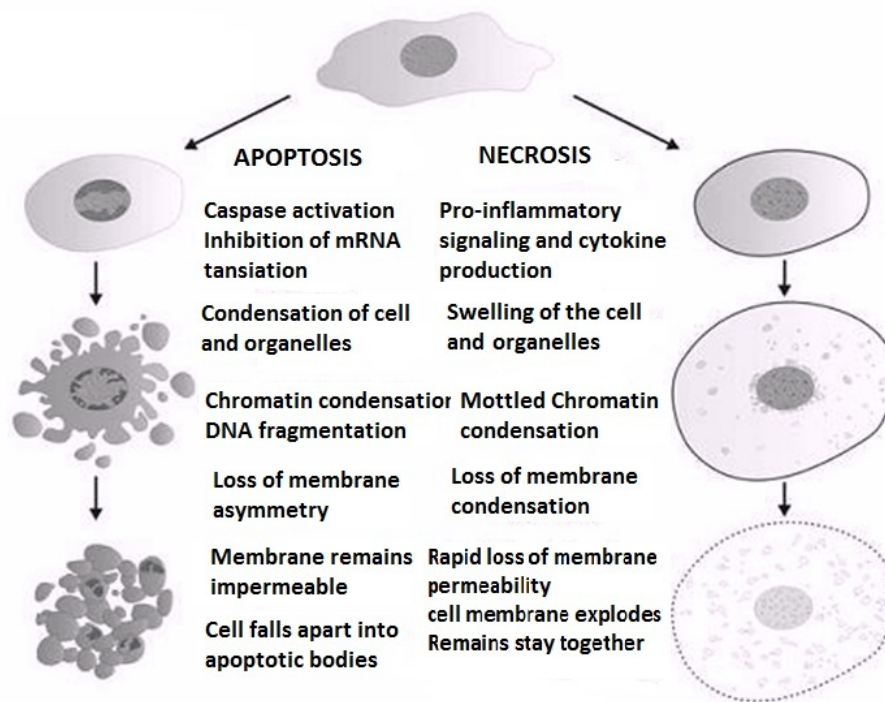 APOPTOSIS
Caspase activation
Inhibition of mRNA
tansiation
Condensation of cell
and organelles
Chromatin condensation
DNA fragmentation
Loss of membrane
asymmetry
Membrane remains
impermeable
Cell falls apart into
apoptotic bodies
NECROSIS
Pro-inflammatory
signaling and cytokine
production
Swelling of the cell
and organelles
Mottled Chromatin
condensation
Loss of membrane
condensation
Rapid loss of membrane
permeability
cell membrane explodes
Remains stay together